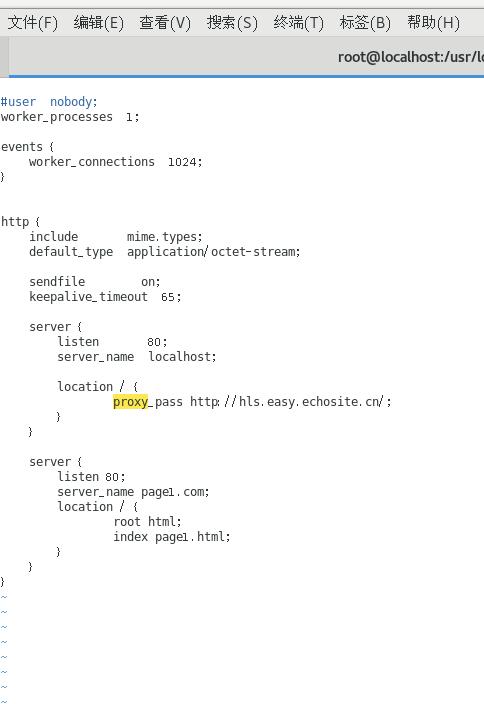 文件(F) 编辑(E) 查看(V) 搜索(S) 终端(T) 标签(B) 帮助(H)
root@localhost:/usr/lo
#user  nobody;
worker_processes  1;
events {
    worker_connections  1024;
}
http {
    include       mime.types;
    default_type  application/octet-stream;
    sendfile        on;
    keepalive_timeout  65;
    server {
        listen       80;
        server_name  localhost;
        location / {
                proxy_pass http://hls.easy.echosite.cn/;
        }
    }
    server {
        listen 80;
        server_name page1.com;
        location / {
                root html;
                index page1.html;
        }
    }
}
~
~
~
~
~
~
~
~